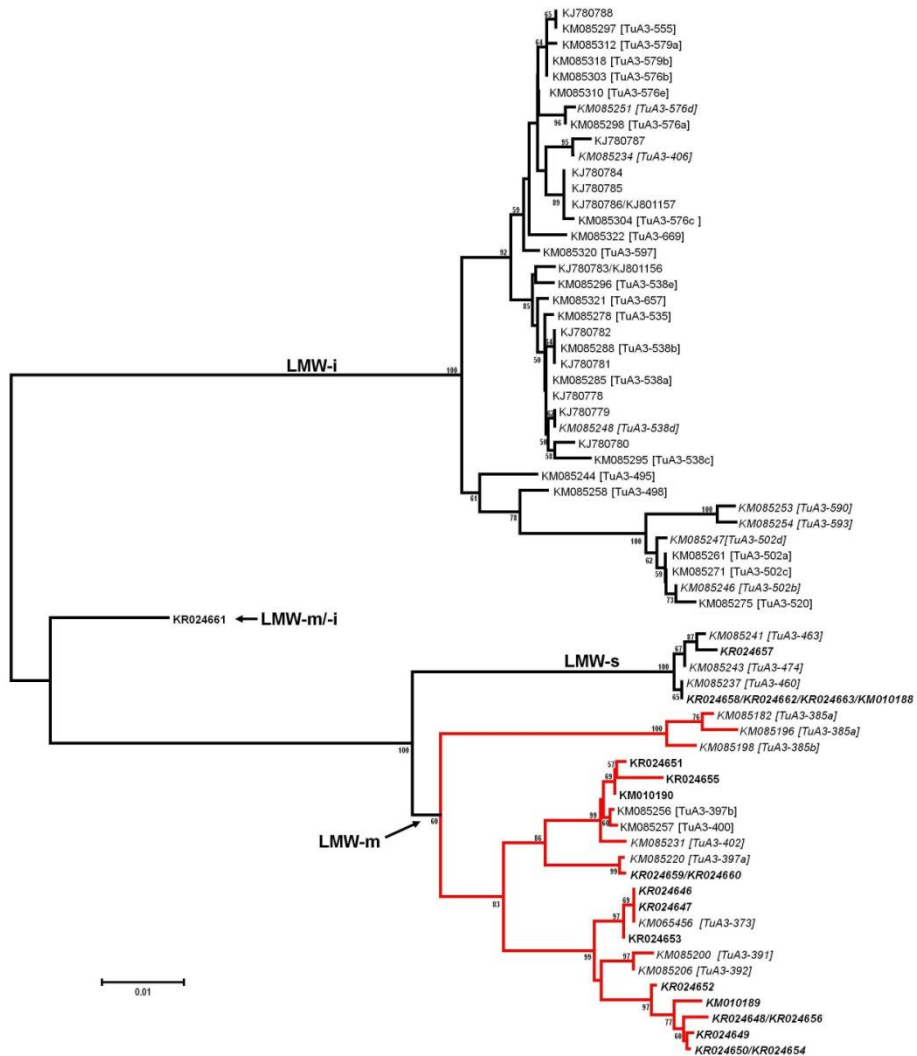 65
KJ780788
KM085297 [TuA3-555]
64
KM085312 [TuA3-579a]
KM085318 [TuA3-579b]
KM085303 [TuA3-576b]
KM085310 [TuA3-576e]
KM085251 [TuA3-576d]
96
KM085298 [TuA3-576a]
95
KJ780787
KM085234 [TuA3-406]
KJ780784
KJ780785
89
KJ780786/KJ801157
KM085304 [TuA3-576c ]
59
KM085322 [TuA3-669]
92
KM085320 [TuA3-597]
KJ780783/KJ801156
85
KM085296 [TuA3-538e]
KM085321 [TuA3-657]
KM085278 [TuA3-535]
KJ780782
64
KM085288 [TuA3-538b]
50
KJ780781
LMW-i
100
KM085285 [TuA3-538a]
KJ780778
KJ780779
KM085248 [TuA3-538d]
50
KJ780780
58
KM085295 [TuA3-538c]
KM085244 [TuA3-495]
61
KM085258 [TuA3-498]
78
100
KM085253 [TuA3-590]
KM085254 [TuA3-593]
100
KM085247[TuA3-502d]
62
KM085261 [TuA3-502a]
59
KM085271 [TuA3-502c]
KM085246 [TuA3-502b]
73
KM085275 [TuA3-520]
KR024661
LMW-m/-i
87
KM085241 [TuA3-463]
67
KR024657
LMW-s
100
KM085243 [TuA3-474]
KM085237 [TuA3-460]
65
KR024658/KR024662/KR024663/KM010188
76
KM085182 [TuA3-385a]
100
KM085196 [TuA3-385a]
KM085198 [TuA3-385b]
100
57
KR024651
69
KR024655
KM010190
99
KM085256 [TuA3-397b]
60
KM085257 [TuA3-400]
LMW-m
60
86
KM085231 [TuA3-402]
KM085220 [TuA3-397a]
99
KR024659/KR024660
83
KR024646
69
KR024647
97
KM065456 [TuA3-373]
KR024653
99
97
KM085200 [TuA3-391]
KM085206 [TuA3-392]
97
KR024652
KM010189
77
KR024648/KR024656
60
KR024649
KR024650/KR024654
0.01